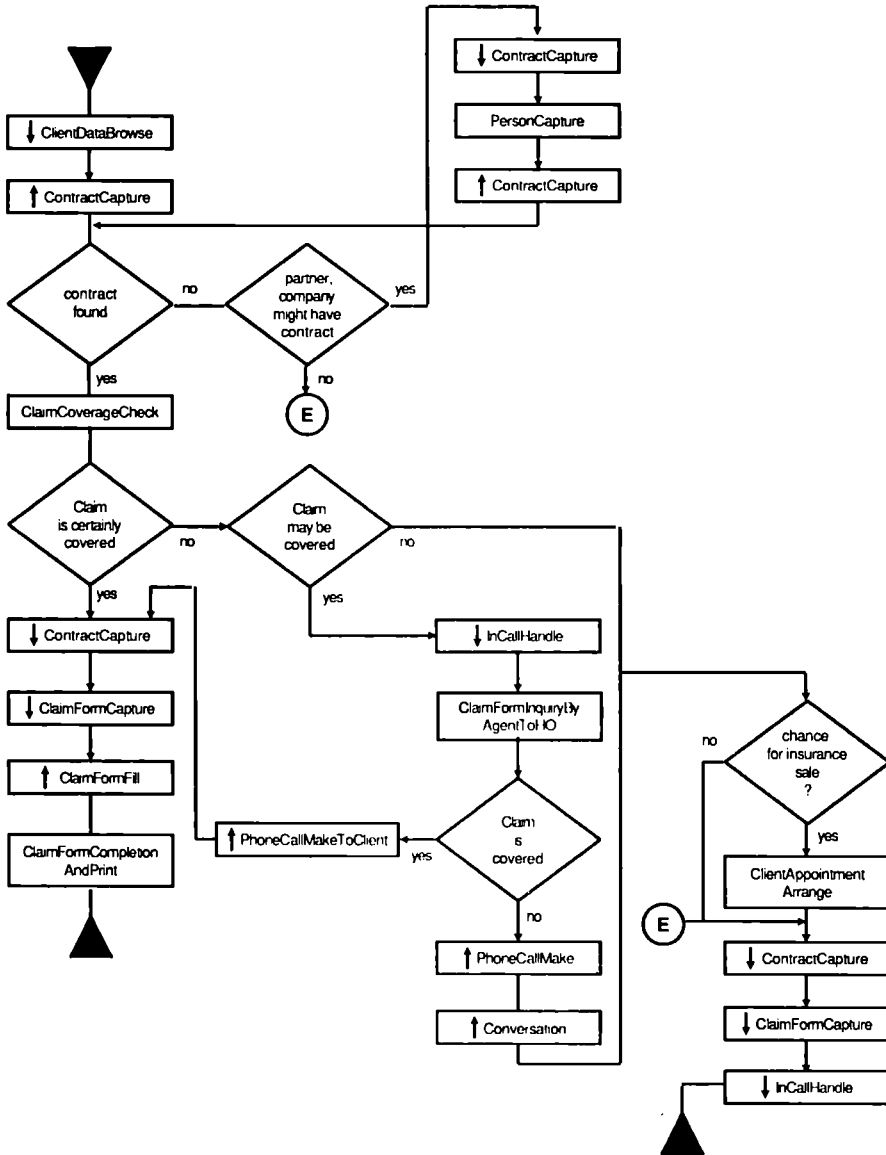 ↓ ContractCapture
↓ ClientDataBrowse
PersonCapture
↑ ContractCapture
↑ ContractCapture
contract
found
no
partner,
company
might have
contract
yes
yes
no
E
ClaimCoverageCheck
Claim
is certainly
covered
no
Claim
may be
covered
no
yes
yes
↓ ContractCapture
↓ InCallHandle
↓ ClaimFormCapture
ClaimFormInquiryBy
AgentToHO
↑ ClaimFormFill
no
chance
for insurance
sale
?
↑ PhoneCallMakeToClient
yes
Claim
is
covered
yes
ClaimFormCompletion
AndPrint
ClientAppointment
Arrange
no
E
↑ PhoneCallMake
↓ ContractCapture
↑ Conversation
↓ ClaimFormCapture
↓ InCallHandle